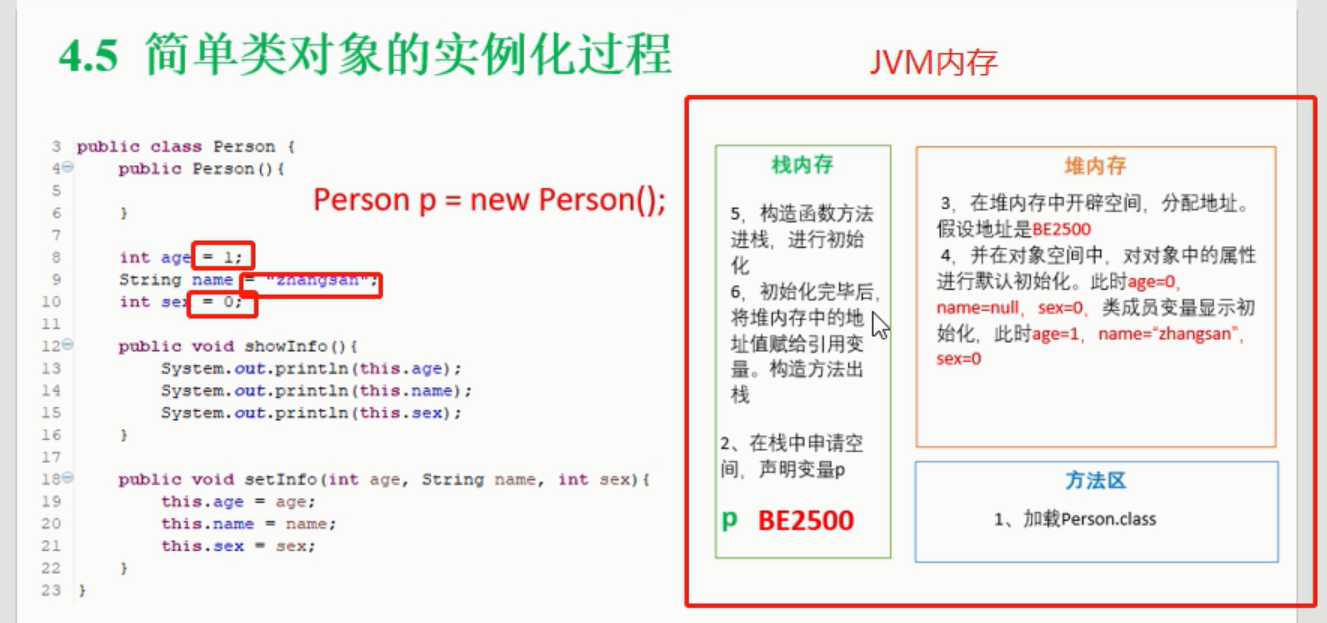 4.5 简单类对象的实例化过程
JVM内存
3 public class Person {
4 public Person(){
5
6 }
7
8 int age = 1;
9 String name = "zhangsan";
10 int sex = 0;
11
12 public void showInfo(){
13 System.out.println(this.age);
14 System.out.println(this.name);
15 System.out.println(this.sex);
16 }
17
18 public void setInfo(int age, String name, int sex){
19 this.age = age;
20 this.name = name;
21 this.sex = sex;
22 }
23 }
Person p = new Person();
栈内存
5，构造函数方法
进栈，进行初始
化
6，初始化完毕后，
将堆内存中的地
址值赋给引用变
量。构造方法出
栈
2、在栈中申请空
间，声明变量p
p BE2500
堆内存
3，在堆内存中开辟空间，分配地址。
假设地址是BE2500
4，并在对象空间中，对对象中的属性
进行默认初始化。此时age=0,
name=null，sex=0，类成员变量显示初
始化，此时age=1，name=“zhangsan”，
sex=0
方法区
1、加载Person.class